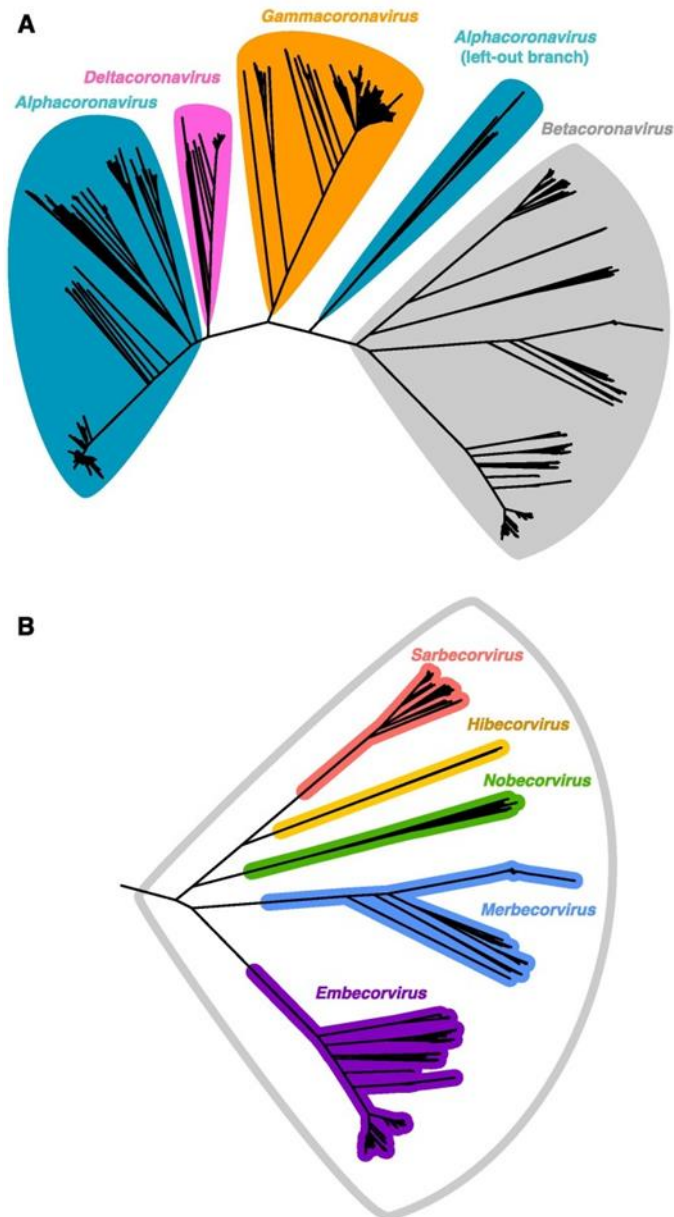 A
Gammacoronavirus
Alphacoronavirus
(left-out branch)
Deltacoronavirus
Alphacoronavirus
Betacoronavirus
B
Sarbecorvirus
Hibecorvirus
Nobecorvirus
Merbecorvirus
Embecorvirus